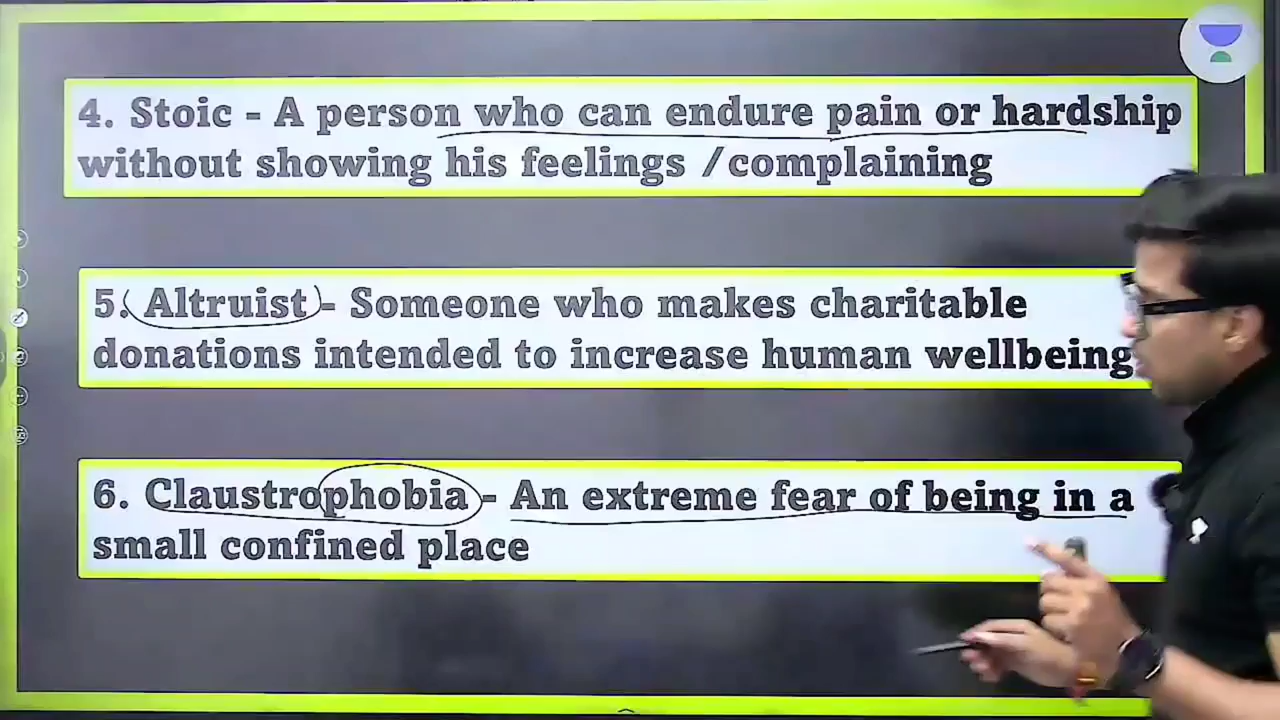 4. Stoic - A person who can endure pain or hardship
without showing his feelings /complaining
5. Altruist - Someone who makes charitable
donations intended to increase human wellbeing
6. Claustrophobia - An extreme fear of being in a
small confined place